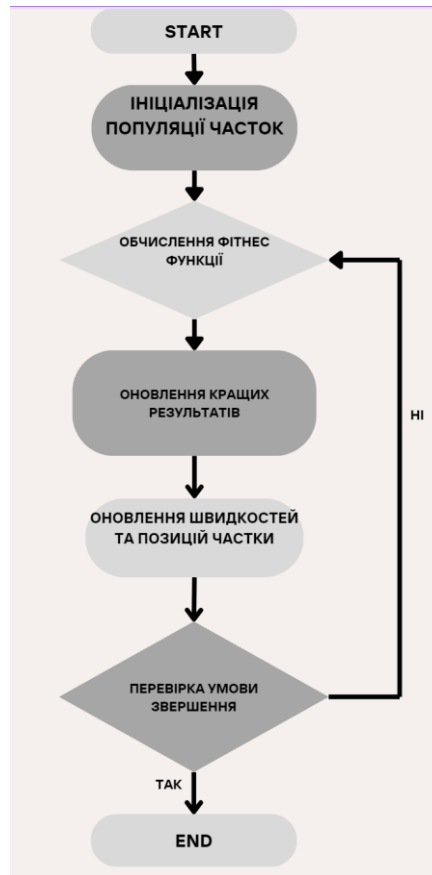 START
ІНІЦІАЛІЗАЦІЯ
ПОПУЛЯЦІЇ ЧАСТОК
ОБЧИСЛЕННЯ ФІТНЕС
ФУНКЦІЇ
ОНОВЛЕННЯ КРАЩИХ
РЕЗУЛЬТАТІВ
НІ
ОНОВЛЕННЯ ШВИДКОСТЕЙ
ТА ПОЗИЦІЙ ЧАСТКИ
ПЕРЕВІРКА УМОВИ
ЗВЕРШЕННЯ
ТАК
END